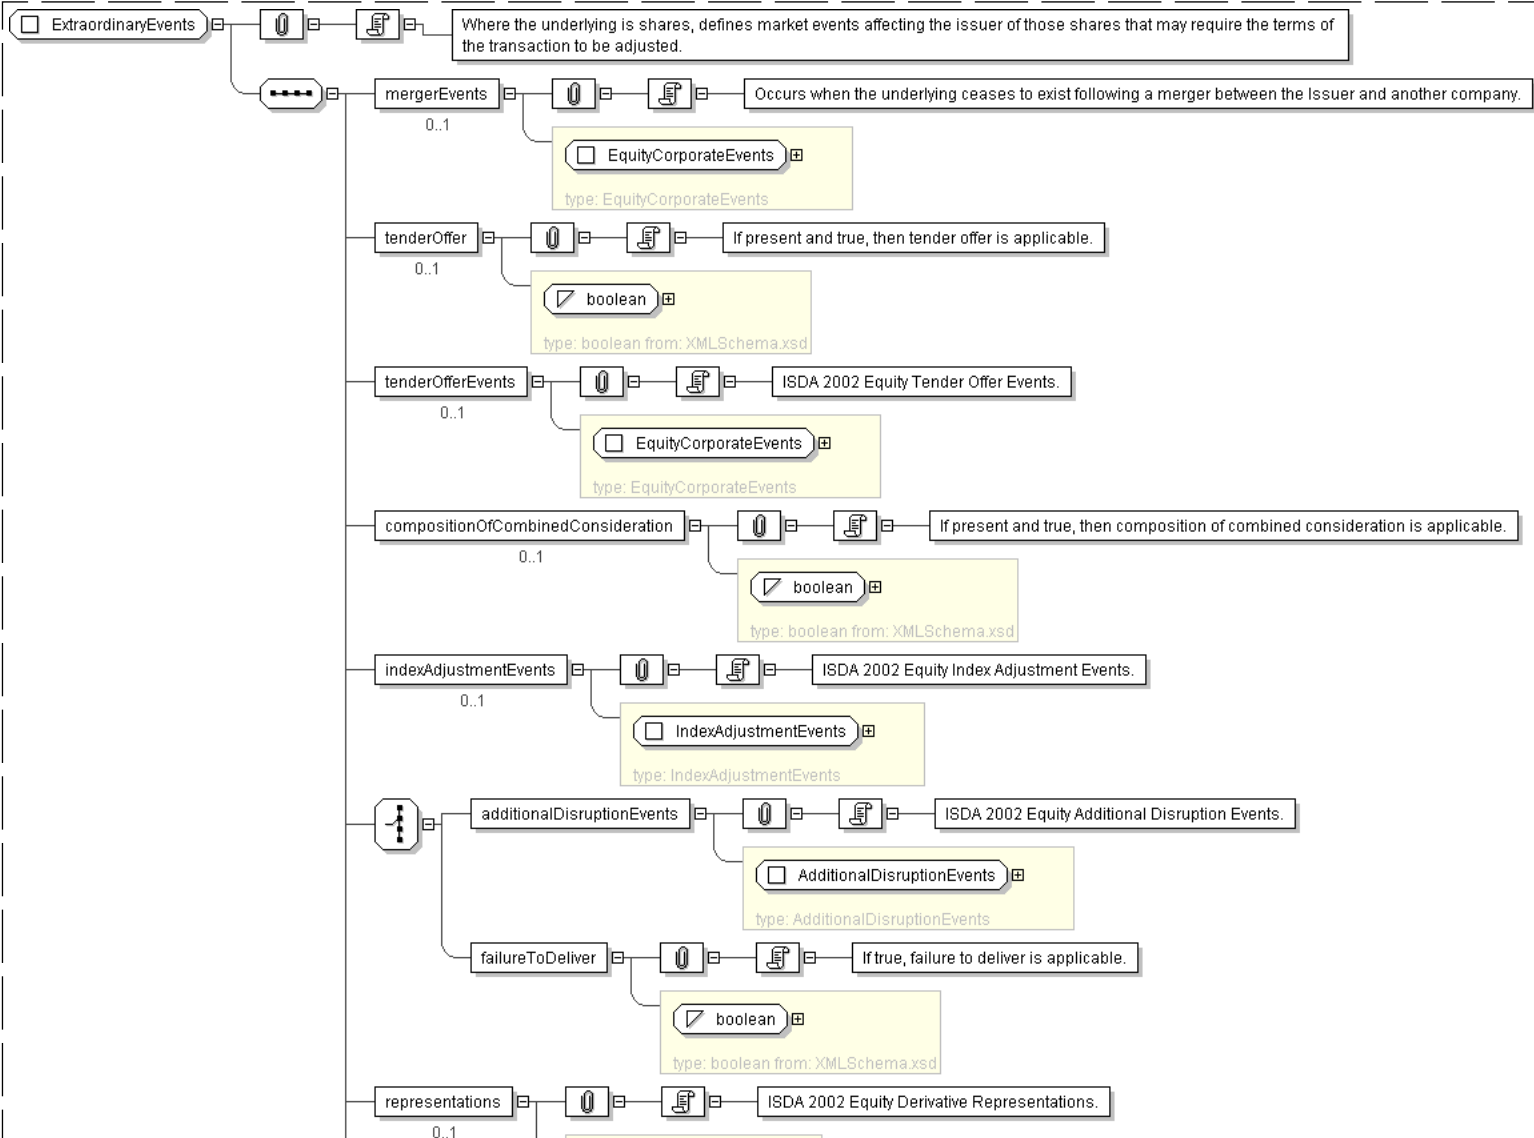 ExtraordinaryEvents
Where the underlying is shares, defines market events affecting the issuer of those shares that may require the terms of
the transaction to be adjusted.
mergerEvents
Occurs when the underlying ceases to exist following a merger between the Issuer and another company.
0..1
EquityCorporateEvents
type: EquityCorporateEvents
tenderOffer
If present and true, then tender offer is applicable.
0..1
boolean
type: boolean from: XMLSchema.xsd
tenderOfferEvents
ISDA 2002 Equity Tender Offer Events.
0..1
EquityCorporateEvents
type: EquityCorporateEvents
compositionOfCombinedConsideration
If present and true, then composition of combined consideration is applicable.
0..1
boolean
type: boolean from: XMLSchema.xsd
indexAdjustmentEvents
ISDA 2002 Equity Index Adjustment Events.
0..1
IndexAdjustmentEvents
type: IndexAdjustmentEvents
additionalDisruptionEvents
ISDA 2002 Equity Additional Disruption Events.
AdditionalDisruptionEvents
type: AdditionalDisruptionEvents
failureToDeliver
If true, failure to deliver is applicable.
boolean
type: boolean from: XMLSchema.xsd
representations
ISDA 2002 Equity Derivative Representations.
0..1